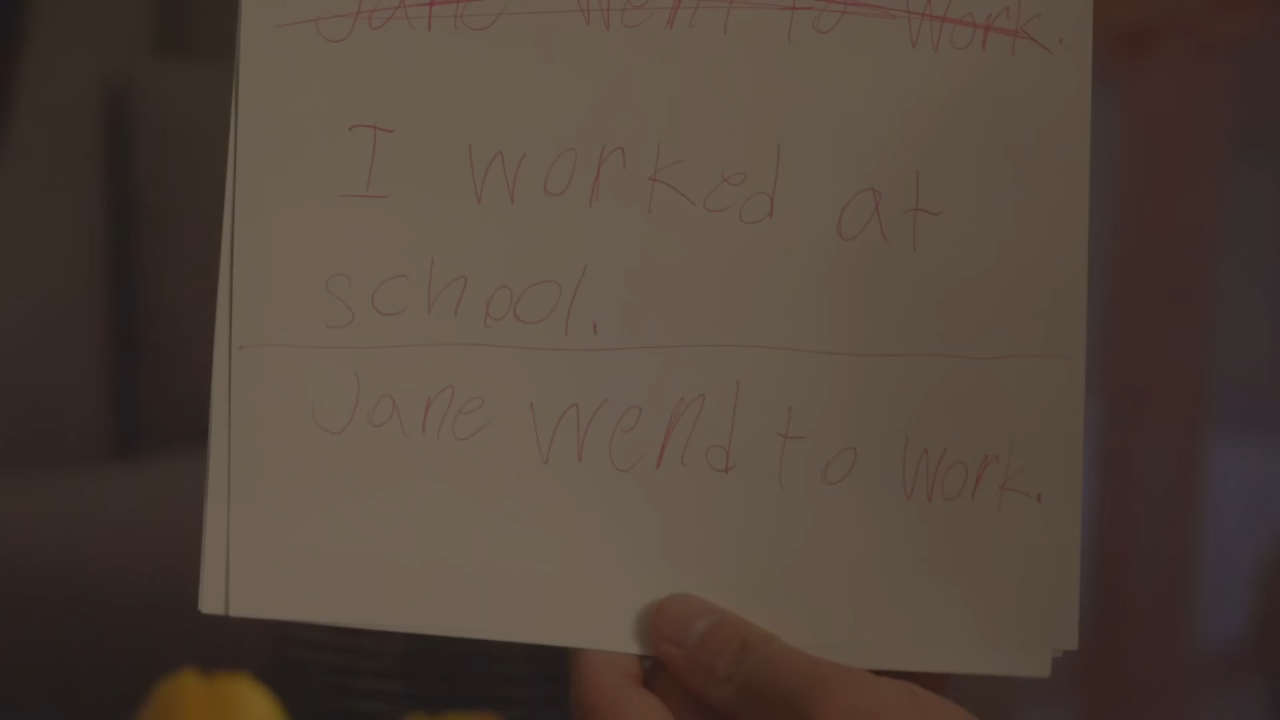 Jane went to work.
I worked at
school.
Jane wend to work.